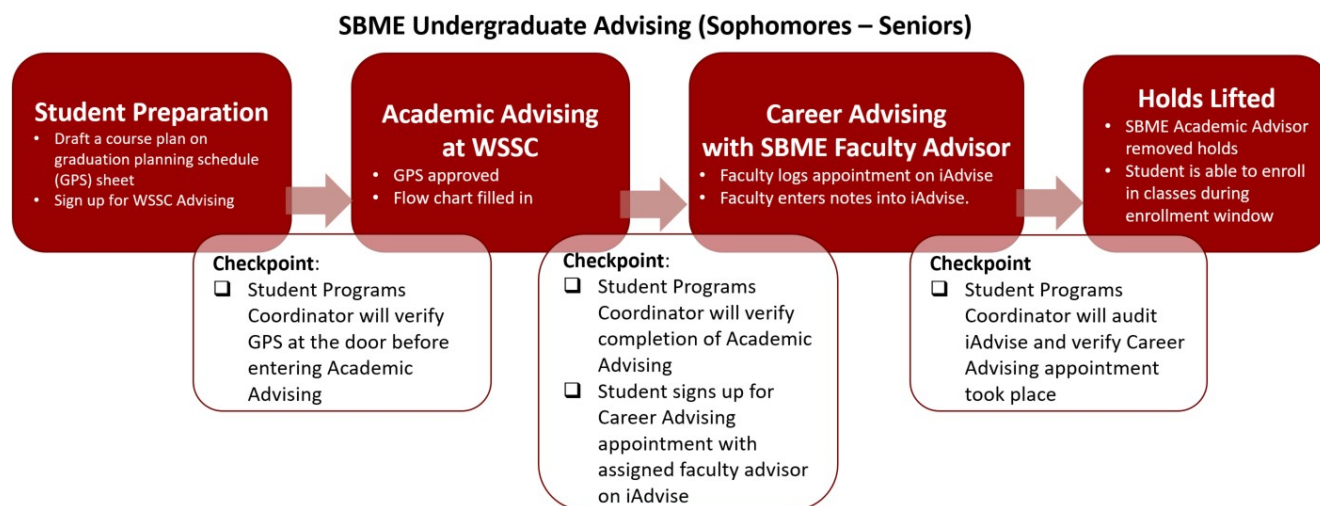 SBME Undergraduate Advising (Sophomores – Seniors)
Student Preparation
• Draft a course plan on
graduation planning schedule
(GPS) sheet
• Sign up for WSSC Advising
Academic Advising
at WSSC
• GPS approved
• Flow chart filled in
Career Advising
with SBME Faculty Advisor
• Faculty logs appointment on iAdvise
• Faculty enters notes into iAdvise.
Holds Lifted
• SBME Academic Advisor
removed holds
• Student is able to enroll
in classes during
enrollment window
Checkpoint:
❑ Student Programs
Coordinator will verify
GPS at the door before
entering Academic
Advising
Checkpoint:
❑ Student Programs
Coordinator will verify
completion of Academic
Advising
❑ Student signs up for
Career Advising
appointment with
assigned faculty advisor
on iAdvise
Checkpoint
❑ Student Programs
Coordinator will audit
iAdvise and verify Career
Advising appointment
took place